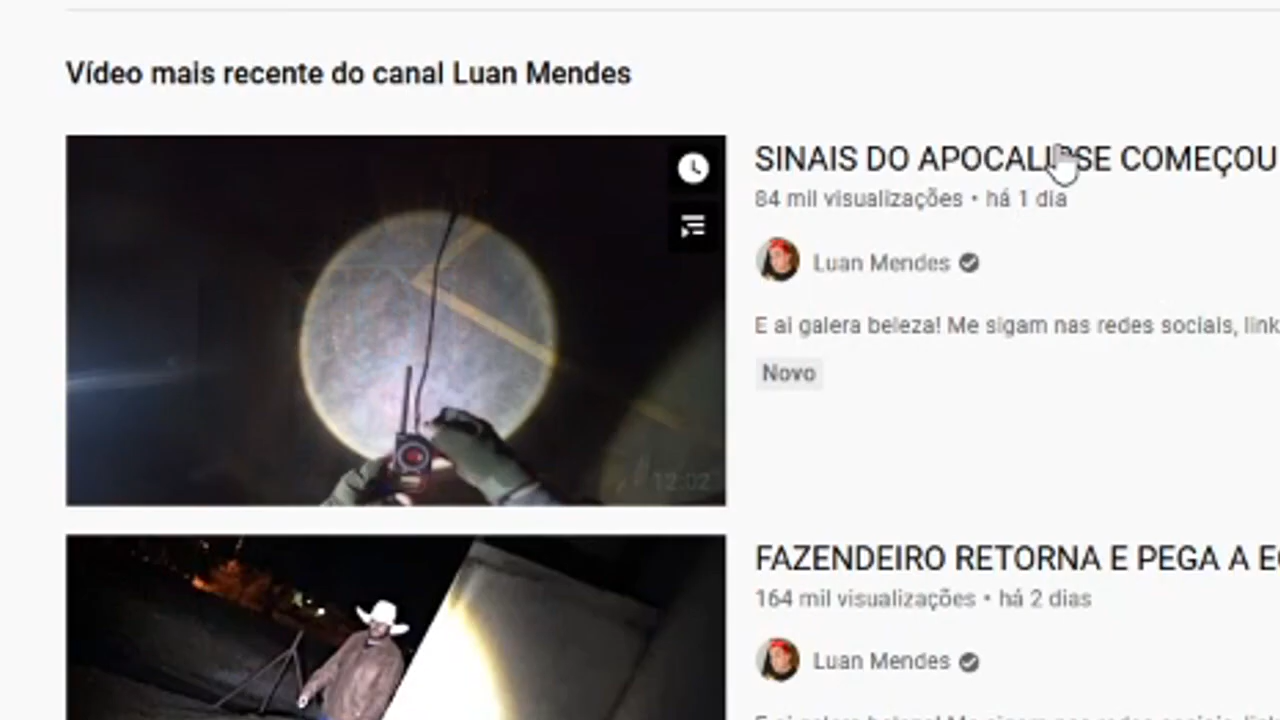 Vídeo mais recente do canal Luan Mendes
SINAIS DO APOCALIPSE COMEÇOU
84 mil visualizações • há 1 dia
Luan Mendes
E ai galera beleza! Me sigam nas redes sociais, link
Novo
12:02
FAZENDEIRO RETORNA E PEGA A
164 mil visualizações • há 2 dias
Luan Mendes